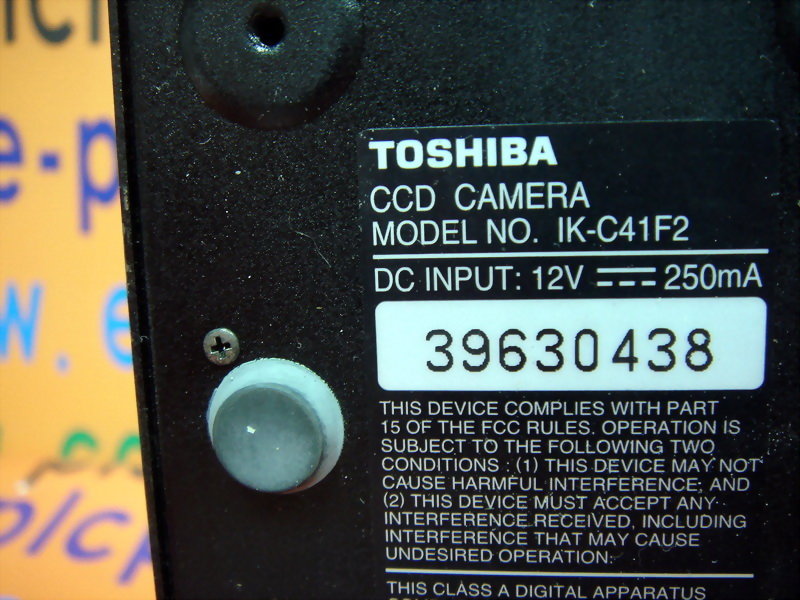 TOSHIBA
CCD CAMERA
MODEL NO. IK-C41F2
DC INPUT: 12V 250mA
39630438
THIS DEVICE COMPLIES WITH PART
15 OF THE FCC RULES. OPERATION IS
SUBJECT TO THE FOLLOWING TWO
CONDITIONS : (1) THIS DEVICE MAY NOT
CAUSE HARMFUL INTERFERENCE, AND
(2) THIS DEVICE MUST ACCEPT ANY
INTERFERENCE RECEIVED, INCLUDING
INTERFERENCE THAT MAY CAUSE
UNDESIRED OPERATION.
THIS CLASS A DIGITAL APPARATUS